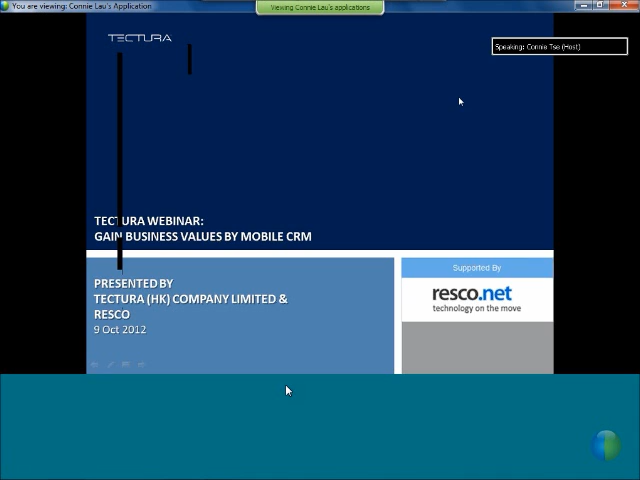 You are viewing: Connie Lau's Application
Viewing Connie Lau's applications
TECTURA
Speaking: Connie Tse (Host)
TECTURA WEBINAR:
GAIN BUSINESS VALUES BY MOBILE CRM
PRESENTED BY
TECTURA (HK) COMPANY LIMITED &
RESCO
9 Oct 2012
Supported By
resco.net
technology on the move